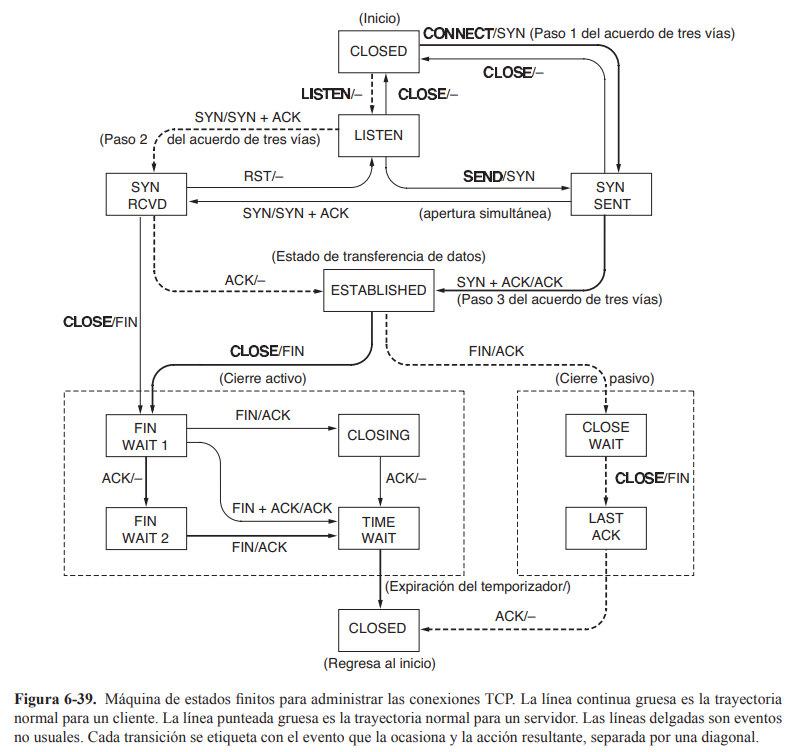 (Inicio)
CLOSED
CONNECT/SYN (Paso 1 del acuerdo de tres vías)
CLOSE/–
LISTEN/–
CLOSE/–
SYN/SYN + ACK
(Paso 2 del acuerdo de tres vías)
LISTEN
SYN
RCVD
RST/–
SEND/SYN
SYN
SENT
SYN/SYN + ACK
(apertura simultánea)
(Estado de transferencia de datos)
ACK/–
ESTABLISHED
SYN + ACK/ACK
(Paso 3 del acuerdo de tres vías)
CLOSE/FIN
CLOSE/FIN
FIN/ACK
(Cierre activo)
(Cierre pasivo)
FIN
WAIT 1
FIN/ACK
CLOSING
CLOSE
WAIT
ACK/–
ACK/–
CLOSE/FIN
FIN + ACK/ACK
FIN
WAIT 2
FIN/ACK
TIME
WAIT
LAST
ACK
(Expiración del temporizador/)
CLOSED
ACK/–
(Regresa al inicio)
Figura 6-39. Máquina de estados finitos para administrar las conexiones TCP. La línea continua gruesa es la trayectoria
normal para un cliente. La línea punteada gruesa es la trayectoria normal para un servidor. Las líneas delgadas son eventos
no usuales. Cada transición se etiqueta con el evento que la ocasiona y la acción resultante, separada por una diagonal.